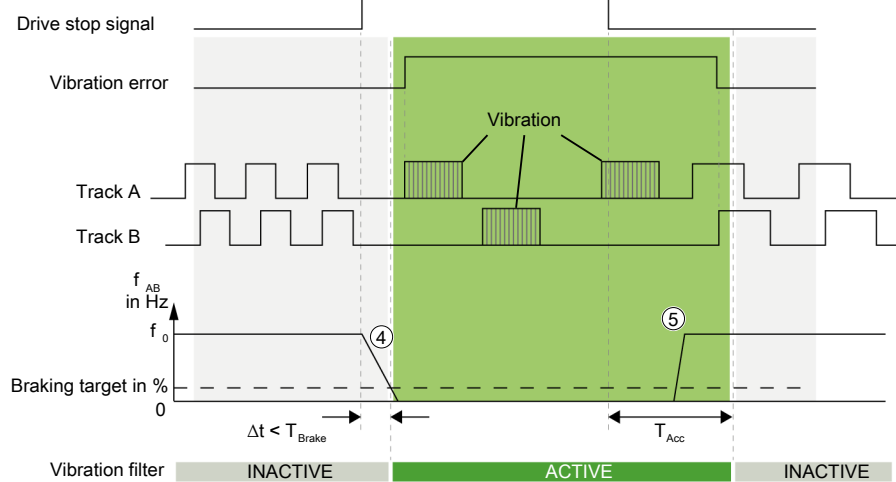 Drive stop signal
Vibration error
Vibration
Track A
Track B
f AB
in Hz
f 0
④
⑤
Braking target in %
0
Δt < T Brake
T Acc
Vibration filter
INACTIVE
ACTIVE
INACTIVE